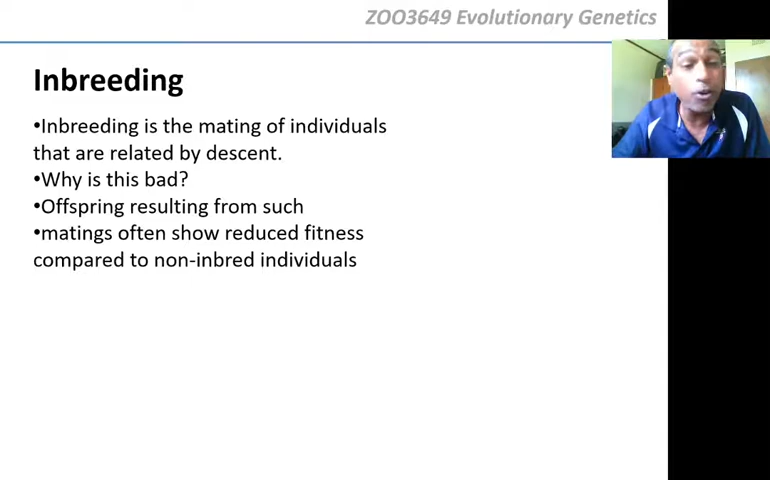 ZOO3649 Evolutionary Genetics
Inbreeding
•Inbreeding is the mating of individuals
that are related by descent.
•Why is this bad?
•Offspring resulting from such
•matings often show reduced fitness
compared to non-inbred individuals